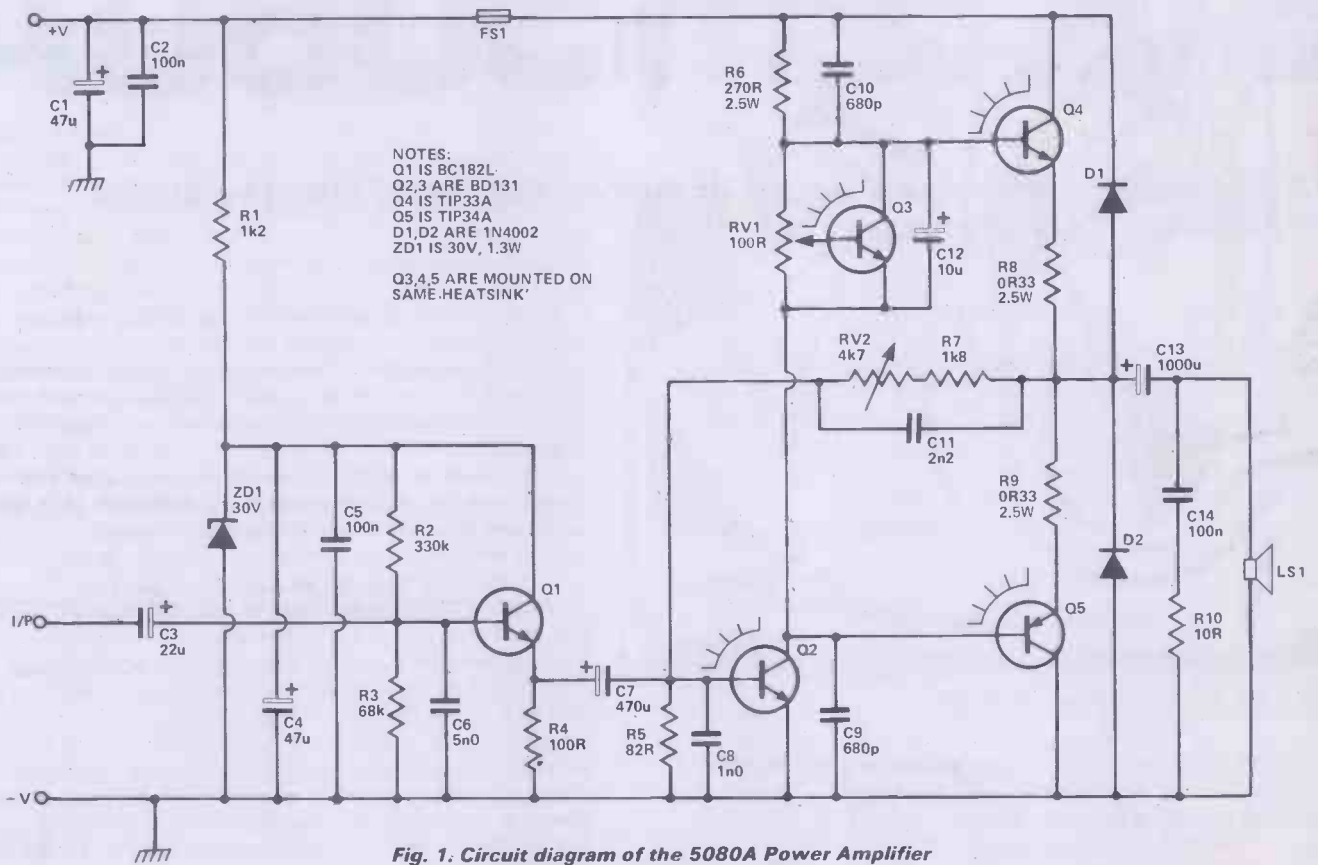 +V
C1
47u
C2
100n
FS1
R1
1k2
NOTES:
Q1 IS BC182L
Q2,3 ARE BD131
Q4 IS TIP33A
Q5 IS TIP34A
D1,D2 ARE 1N4002
ZD1 IS 30V, 1.3W
Q3,4,5 ARE MOUNTED ON
SAME HEATSINK'
R6
270R
2.5W
C10
680p
Q4
D1
RV1
100R
Q3
C12
10u
R8
0R33
2.5W
RV2
4k7
R7
1k8
C11
2n2
C13
1000u
R9
0R33
2.5W
C14
100n
D2
LS1
R10
10R
ZD1
30V
C5
100n
R2
330k
Q1
I/P
C3
22u
C4
47u
R3
68k
C6
5n0
R4
100R
C7
470u
R5
82R
C8
1n0
Q2
C9
680p
Q5
-V
Fig. 1. Circuit diagram of the 5080A Power Amplifier